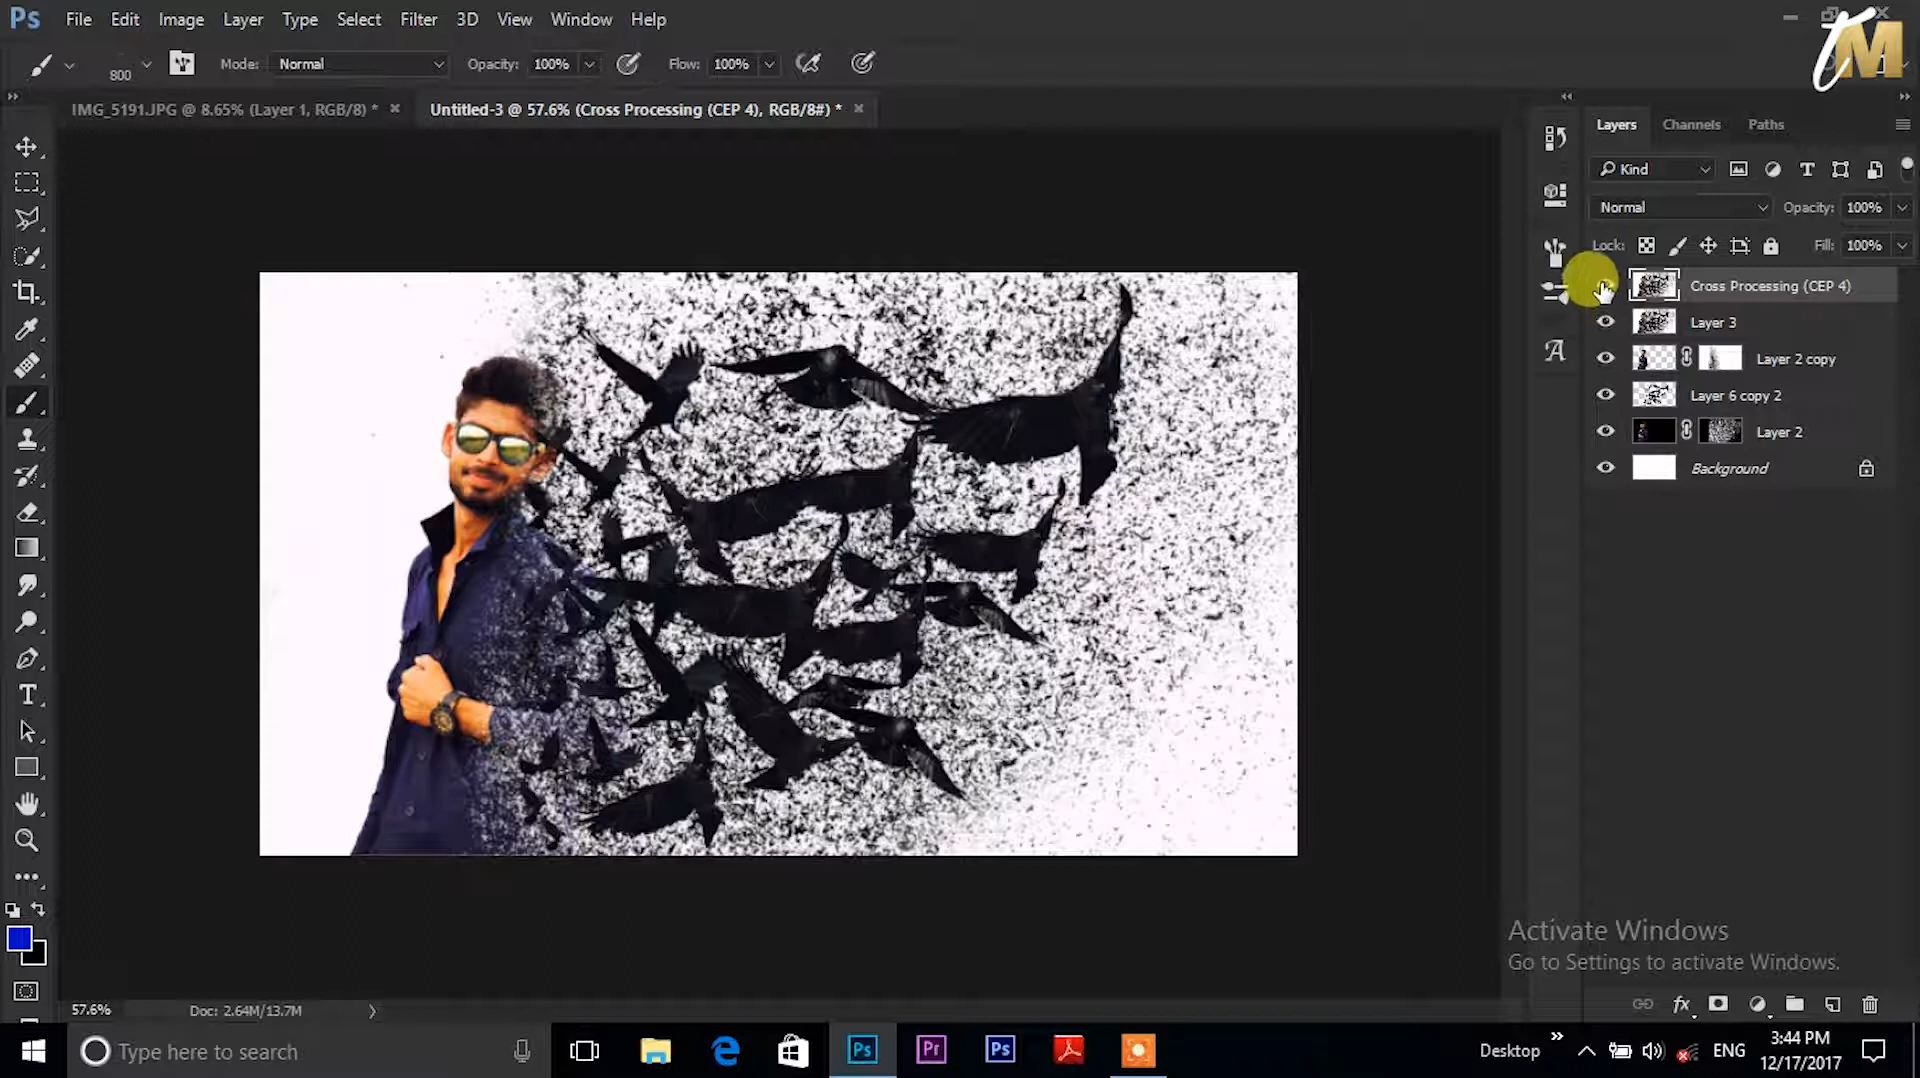 Ps File Edit Image Layer Type Select Filter 3D View Window Help
tM
800 Mode: Normal Opacity: 100% Flow: 100%
IMG_5191.JPG @ 8.65% (Layer 1, RGB/8) * Untitled-3 @ 57.6% (Cross Processing (CEP 4), RGB/8#) *
Layers Channels Paths
Kind
Normal Opacity: 100%
Lock: Fill: 100%
Cross Processing (CEP 4)
Layer 3
Layer 2 copy
Layer 6 copy 2
Layer 2
Background
Activate Windows
Go to Settings to activate Windows.
57.6% Doc: 2.64M/13.7M
Type here to search
Ps Pr Ps
Desktop ENG
3:44 PM
12/17/2017